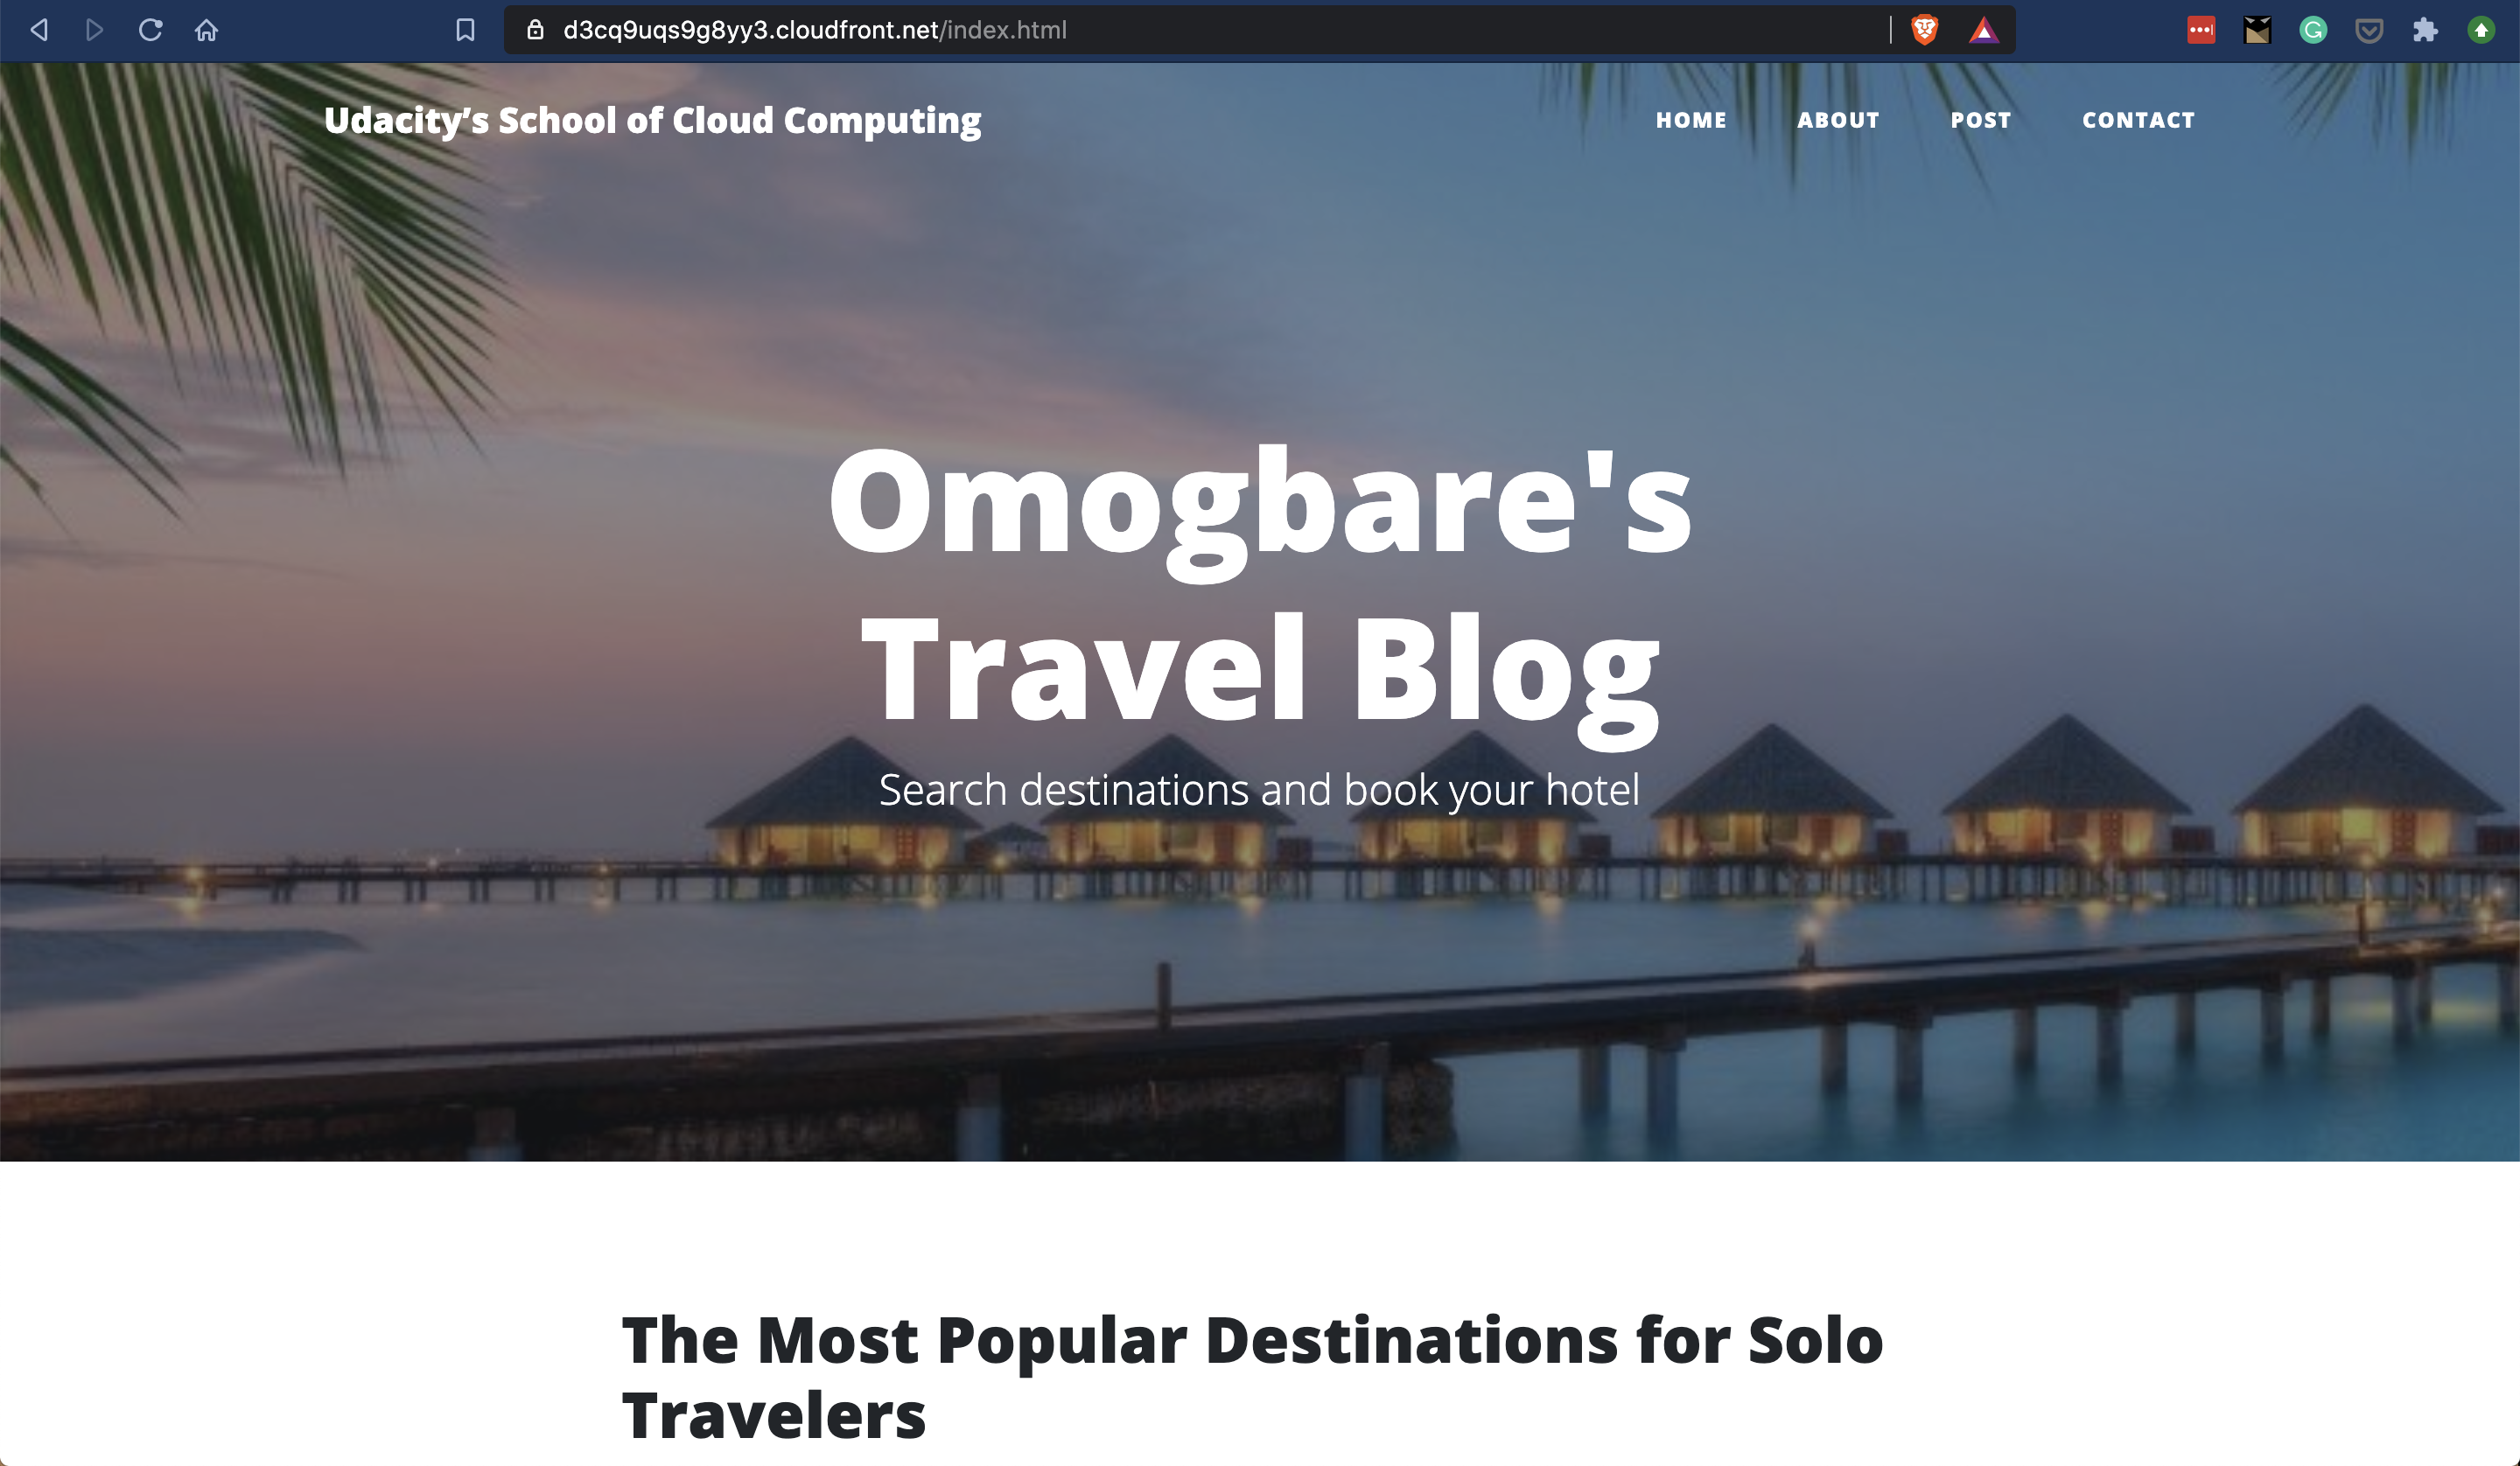 d3cq9uqs9g8yy3.cloudfront.net/index.html
Udacity’s School of Cloud Computing
HOME ABOUT POST CONTACT
Omogbare's
Travel Blog
Search destinations and book your hotel
The Most Popular Destinations for Solo
Travelers